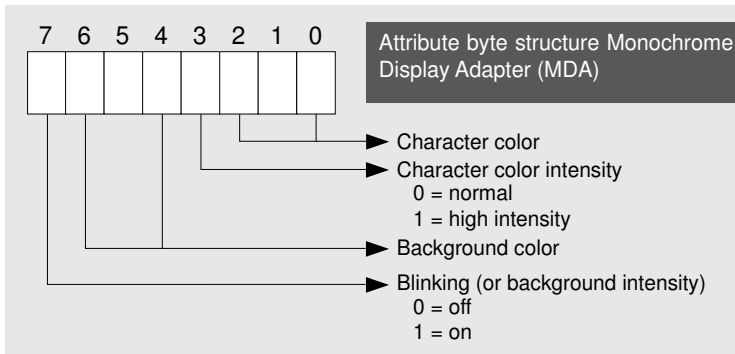 7 6 5 4 3 2 1 0
Attribute byte structure Monochrome
Display Adapter (MDA)
Character color
Character color intensity
0 = normal
1 = high intensity
Background color
Blinking (or background intensity)
0 = off
1 = on